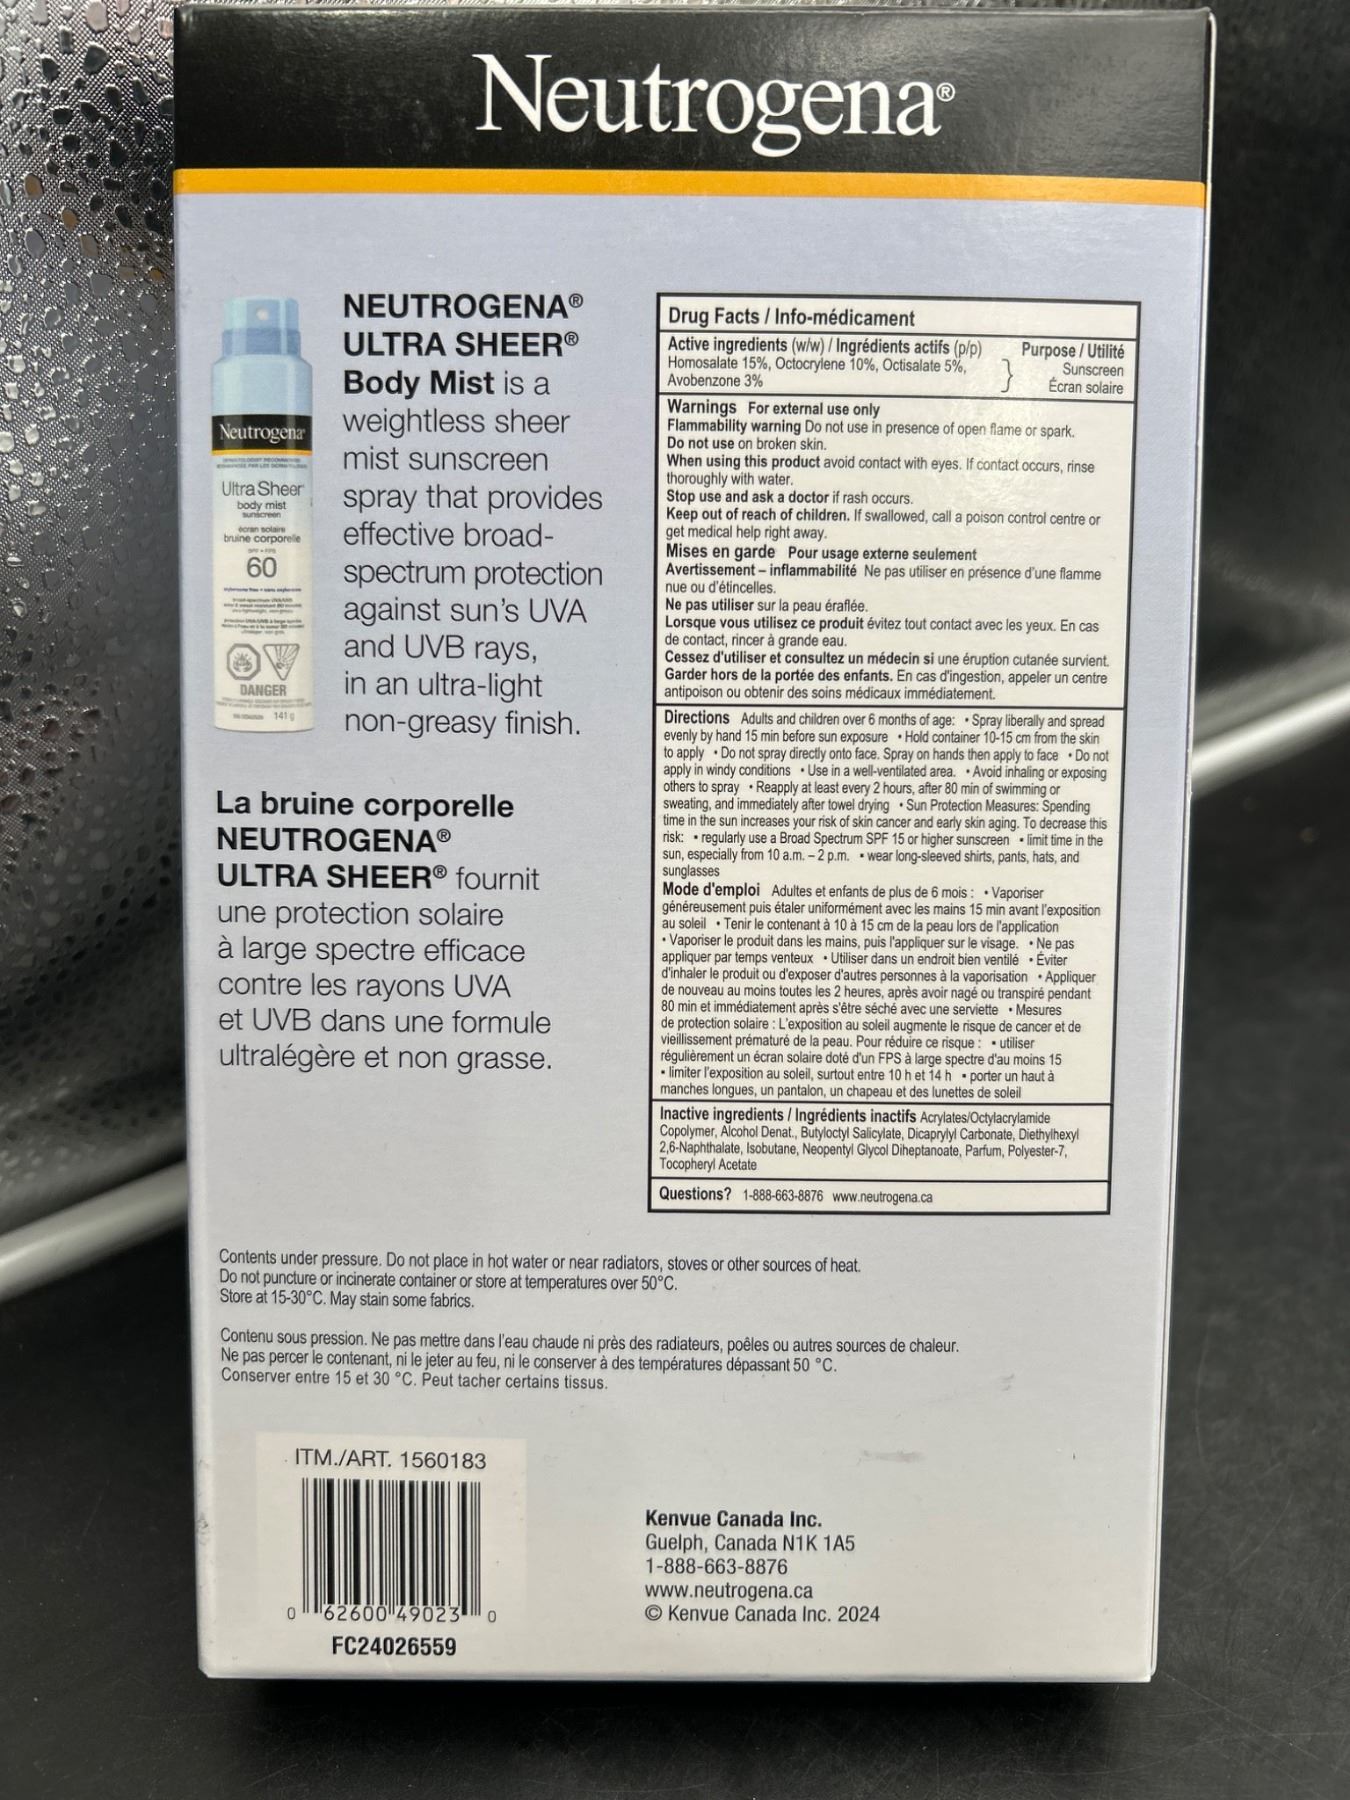 Neutrogena®
NEUTROGENA®
ULTRA SHEER®
Body Mist is a
weightless sheer
mist sunscreen
spray that provides
effective broad-
spectrum protection
against sun's UVA
and UVB rays,
in an ultra-light
non-greasy finish.
Neutrogena®
Ultra Sheer®
body mist
sunscreen
écran solaire
bruine corporelle
SPF • FPS
60
DANGER
141 g
La bruine corporelle
NEUTROGENA®
ULTRA SHEER® fournit
une protection solaire
à large spectre efficace
contre les rayons UVA
et UVB dans une formule
ultralégère et non grasse.
Drug Facts / Info-médicament
Active ingredients (w/w) / Ingrédients actifs (p/p)
Homosalate 15%, Octocrylene 10%, Octisalate 5%,
Avobenzone 3%
Purpose / Utilité
Sunscreen
Écran solaire
Warnings For external use only
Flammability warning Do not use in presence of open flame or spark.
Do not use on broken skin.
When using this product avoid contact with eyes. If contact occurs, rinse
thoroughly with water.
Stop use and ask a doctor if rash occurs.
Keep out of reach of children. If swallowed, call a poison control centre or
get medical help right away.
Mises en garde Pour usage externe seulement
Avertissement – inflammabilité Ne pas utiliser en présence d'une flamme
nue ou d'étincelles.
Ne pas utiliser sur la peau éraflée.
Lorsque vous utilisez ce produit évitez tout contact avec les yeux. En cas
de contact, rincer à grande eau.
Cessez d'utiliser et consultez un médecin si une éruption cutanée survient.
Garder hors de la portée des enfants. En cas d'ingestion, appeler un centre
antipoison ou obtenir des soins médicaux immédiatement.
Directions Adults and children over 6 months of age: • Spray liberally and spread
evenly by hand 15 min before sun exposure • Hold container 10-15 cm from the skin
to apply • Do not spray directly onto face. Spray on hands then apply to face • Do not
apply in windy conditions • Use in a well-ventilated area. • Avoid inhaling or exposing
others to spray • Reapply at least every 2 hours, after 80 min of swimming or
sweating, and immediately after towel drying • Sun Protection Measures: Spending
time in the sun increases your risk of skin cancer and early skin aging. To decrease this
risk: • regularly use a Broad Spectrum SPF 15 or higher sunscreen • limit time in the
sun, especially from 10 a.m. – 2 p.m. • wear long-sleeved shirts, pants, hats, and
sunglasses
Mode d'emploi Adultes et enfants de plus de 6 mois : • Vaporiser
généreusement puis étaler uniformément avec les mains 15 min avant l'exposition
au soleil • Tenir le contenant à 10 à 15 cm de la peau lors de l'application
• Vaporiser le produit dans les mains, puis l'appliquer sur le visage. • Ne pas
appliquer par temps venteux • Utiliser dans un endroit bien ventilé • Éviter
d'inhaler le produit ou d'exposer d'autres personnes à la vaporisation • Appliquer
de nouveau au moins toutes les 2 heures, après avoir nagé ou transpiré pendant
80 min et immédiatement après s'être séché avec une serviette • Mesures
de protection solaire : L'exposition au soleil augmente le risque de cancer et de
vieillissement prématuré de la peau. Pour réduire ce risque : • utiliser
régulièrement un écran solaire doté d'un FPS à large spectre d'au moins 15
• limiter l'exposition au soleil, surtout entre 10 h et 14 h • porter un haut à
manches longues, un pantalon, un chapeau et des lunettes de soleil
Inactive ingredients / Ingrédients inactifs Acrylates/Octylacrylamide
Copolymer, Alcohol Denat., Butyloctyl Salicylate, Dicaprylyl Carbonate, Diethylhexyl
2,6-Naphthalate, Isobutane, Neopentyl Glycol Diheptanoate, Parfum, Polyester-7,
Tocopheryl Acetate
Questions? 1-888-663-8876 www.neutrogena.ca
Contents under pressure. Do not place in hot water or near radiators, stoves or other sources of heat.
Do not puncture or incinerate container or store at temperatures over 50°C.
Store at 15-30°C. May stain some fabrics.
Contenu sous pression. Ne pas mettre dans l'eau chaude ni près des radiateurs, poêles ou autres sources de chaleur.
Ne pas percer le contenant, ni le jeter au feu, ni le conserver à des températures dépassant 50 °C.
Conserver entre 15 et 30 °C. Peut tacher certains tissus.
ITM./ART. 1560183
0 62600 49023 0
FC24026559
Kenvue Canada Inc.
Guelph, Canada N1K 1A5
1-888-663-8876
www.neutrogena.ca
© Kenvue Canada Inc. 2024